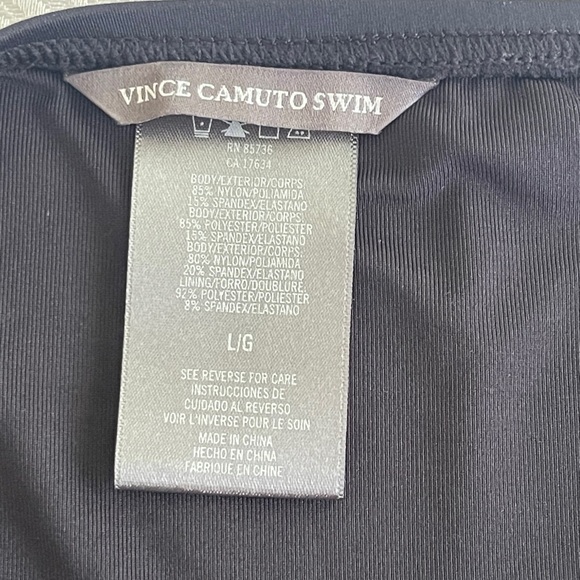 VINCE CAMUTO SWIM
RN 85736
CA 17634
BODY/EXTERIOR/CORPS:
85% NYLON/POLIAMIDA
15% SPANDEX/ELASTANO
BODY/EXTERIOR/CORPS:
85% POLYESTER/POLIESTER
15% SPANDEX/ELASTANO
BODY/EXTERIOR/CORPS:
80% NYLON/POLIAMIDA
20% SPANDEX/ELASTANO
LINING/FORRO/DOUBLURE:
92% POLYESTER/POLIESTER
8% SPANDEX/ELASTANO
L/G
SEE REVERSE FOR CARE
INSTRUCCIONES DE
CUIDADO AL REVERSO
VOIR L'INVERSE POUR LE SOIN
MADE IN CHINA
HECHO EN CHINA
FABRIQUE EN CHINE